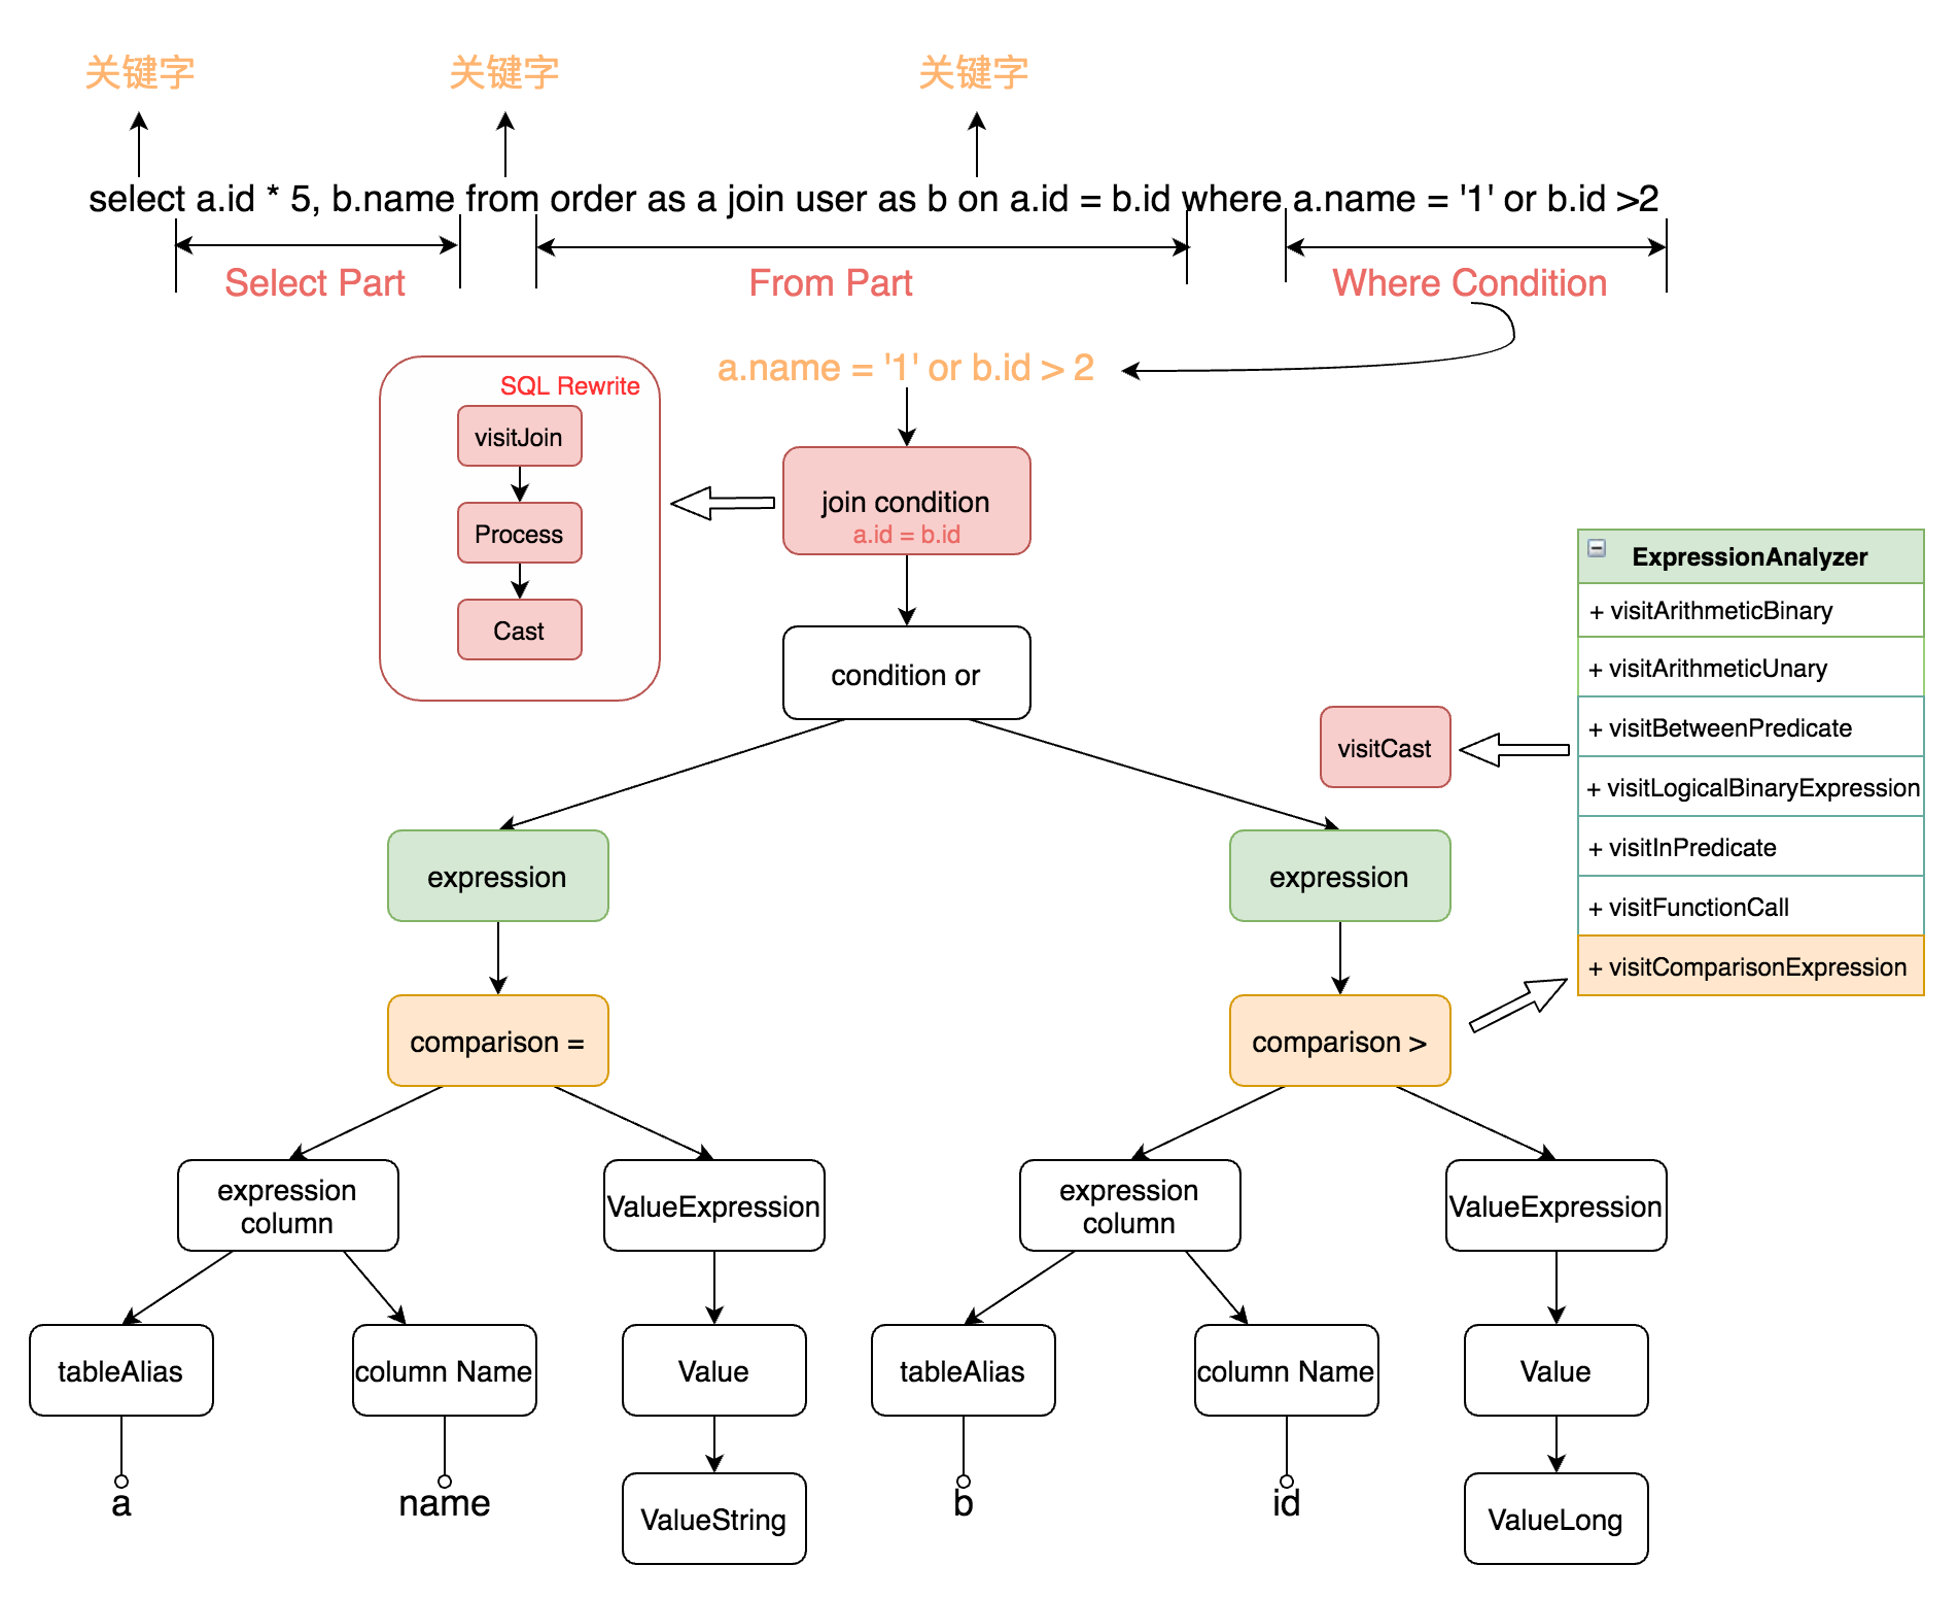 关键字
关键字
关键字
select a.id * 5, b.name from order as a join user as b on a.id = b.id where a.name = '1' or b.id >2
Select Part
From Part
Where Condition
a.name = '1' or b.id > 2
SQL Rewrite
visitJoin
Process
Cast
join condition
a.id = b.id
condition or
ExpressionAnalyzer
+ visitArithmeticBinary
+ visitArithmeticUnary
+ visitBetweenPredicate
+ visitLogicalBinaryExpression
+ visitInPredicate
+ visitFunctionCall
+ visitComparisonExpression
visitCast
expression
expression
comparison =
comparison >
expression
column
ValueExpression
expression
column
ValueExpression
tableAlias
column Name
Value
tableAlias
column Name
Value
a
name
ValueString
b
id
ValueLong